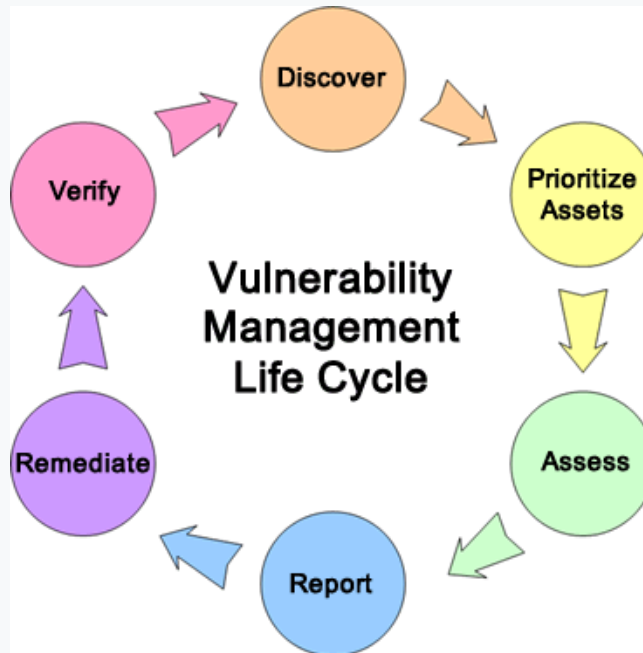 Discover
Prioritize
Assets
Assess
Report
Remediate
Verify
Vulnerability
Management
Life Cycle